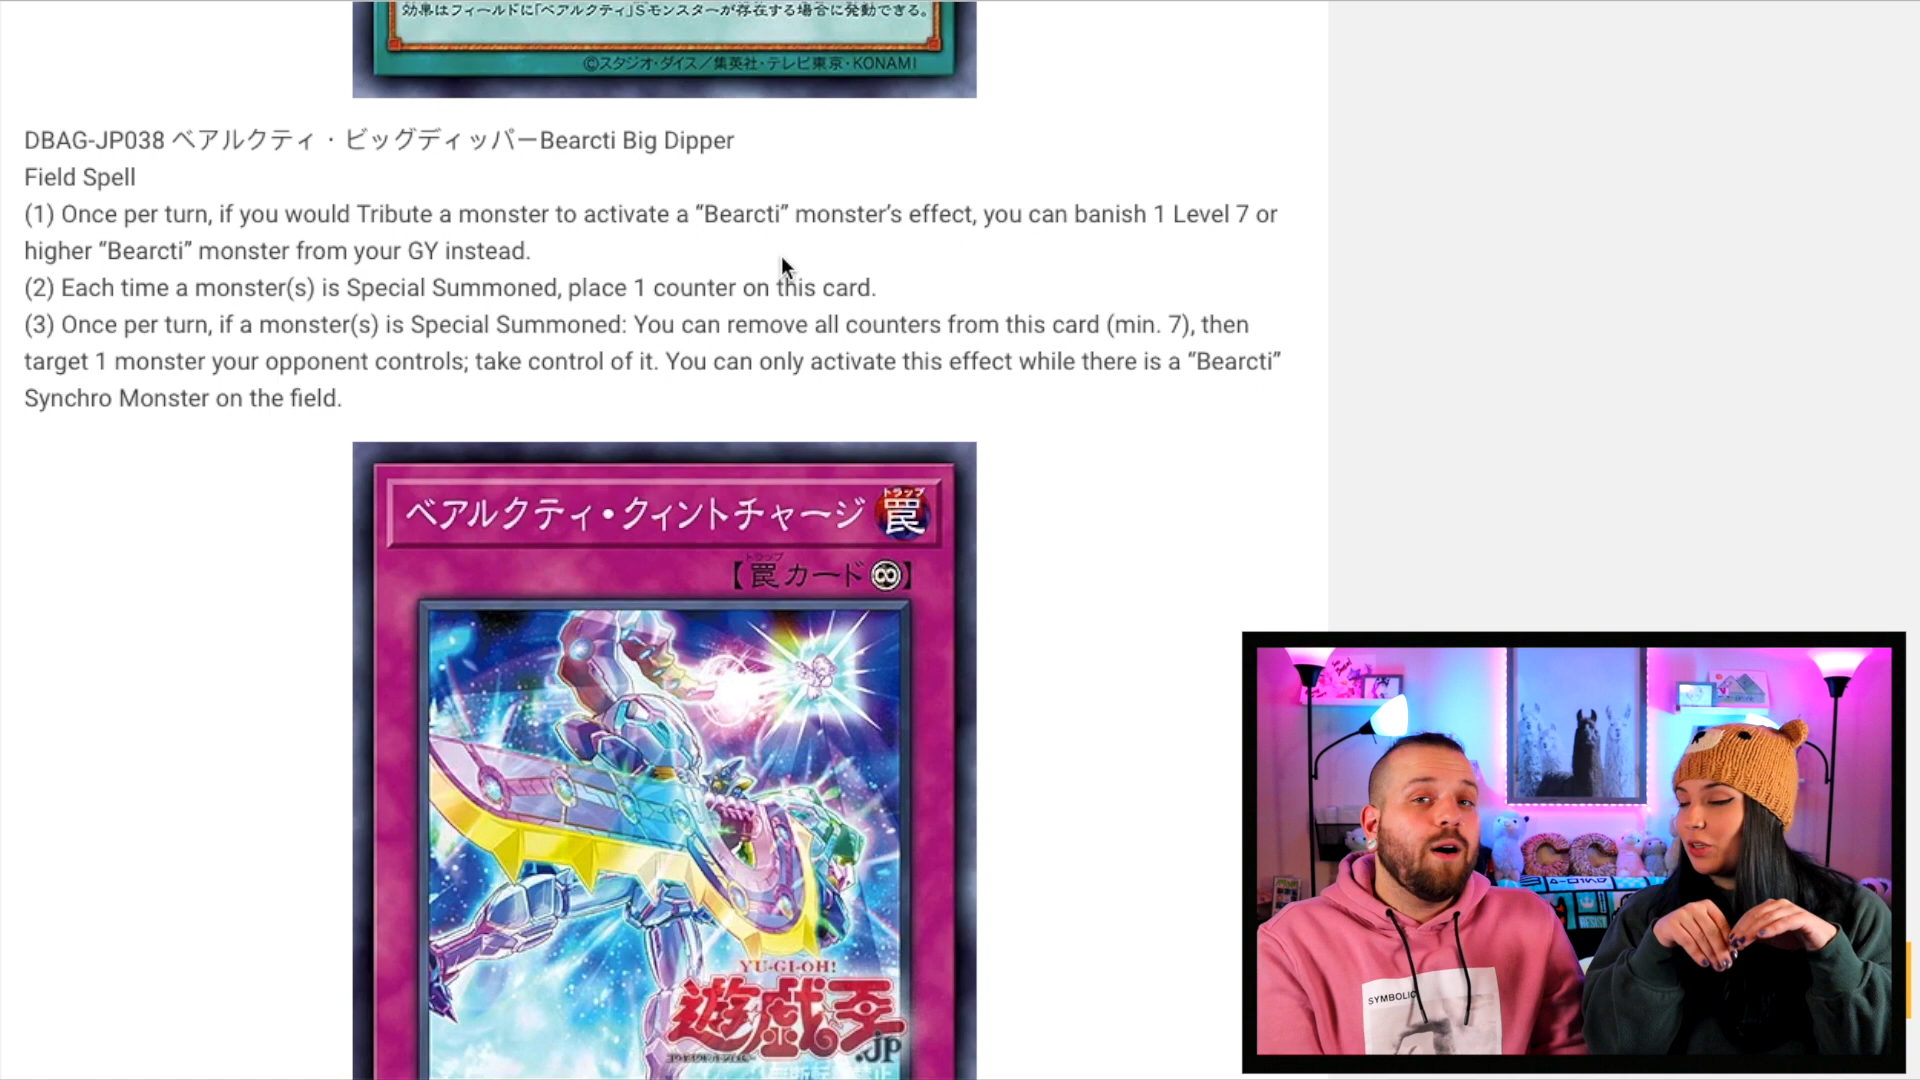 効果はフィールドに「ベアルクティ」Sモンスターが存在する場合に発動できる。
©スタジオ・ダイス/集英社・テレビ東京・KONAMI
DBAG-JP038 ベアルクティ・ビッグディッパーBearcti Big Dipper
Field Spell
(1) Once per turn, if you would Tribute a monster to activate a “Bearcti” monster’s effect, you can banish 1 Level 7 or
higher “Bearcti” monster from your GY instead.
(2) Each time a monster(s) is Special Summoned, place 1 counter on this card.
(3) Once per turn, if a monster(s) is Special Summoned: You can remove all counters from this card (min. 7), then
target 1 monster your opponent controls; take control of it. You can only activate this effect while there is a “Bearcti”
Synchro Monster on the field.
ベアルクティ・クィントチャージ
トラップ
罠
トラップ
【罠カード】
YU-GI-OH!
遊戯王
.jp
SYMBOLIC